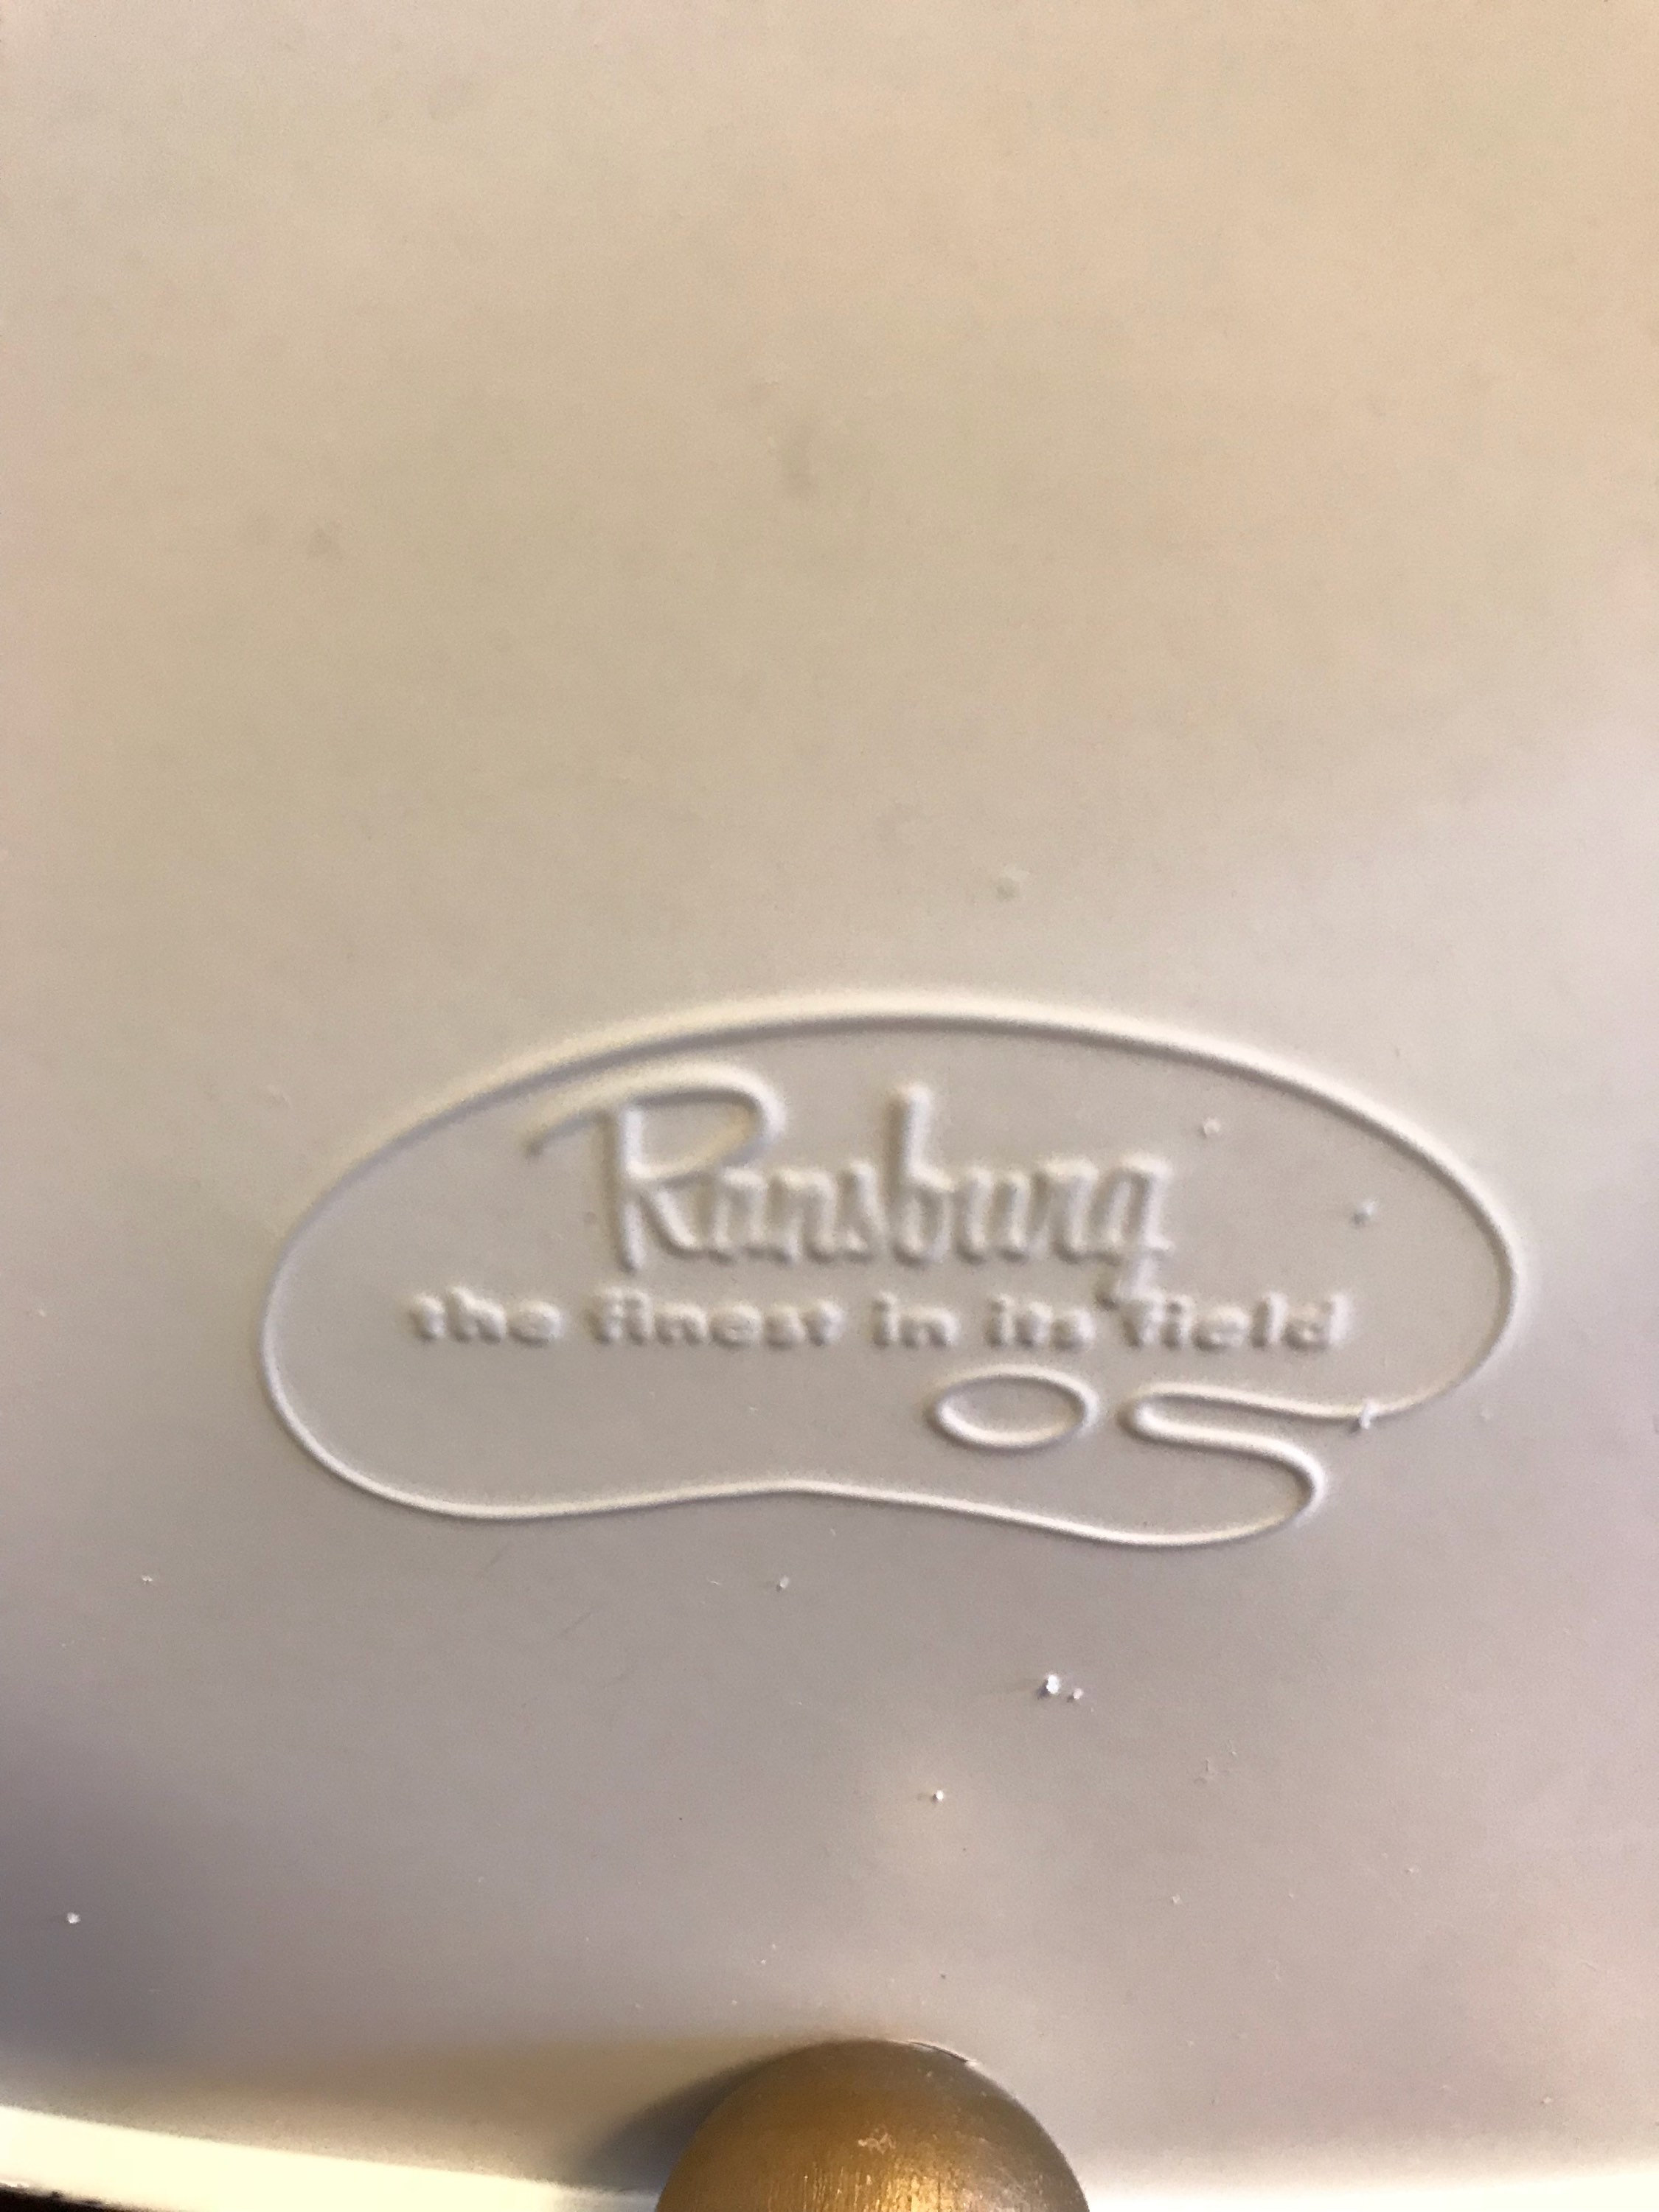 Ransburg
the finest in its field